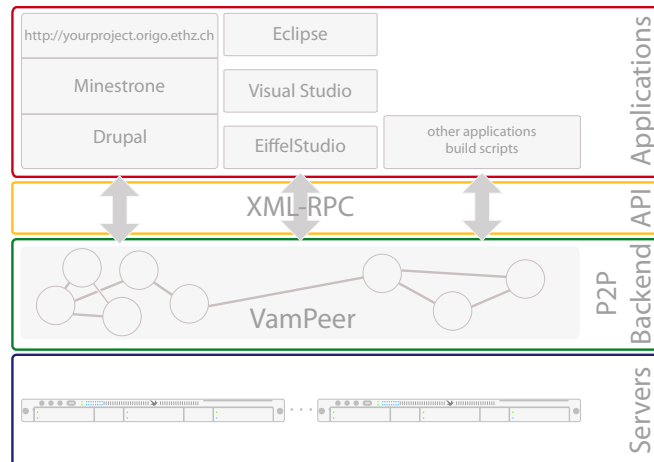 http://yourproject.origo.ethz.ch
Minestrone
Drupal
Eclipse
Visual Studio
EiffelStudio
other applications
build scripts
Applications
XML-RPC
API
VamPeer
P2P
Backend
. . .
Servers